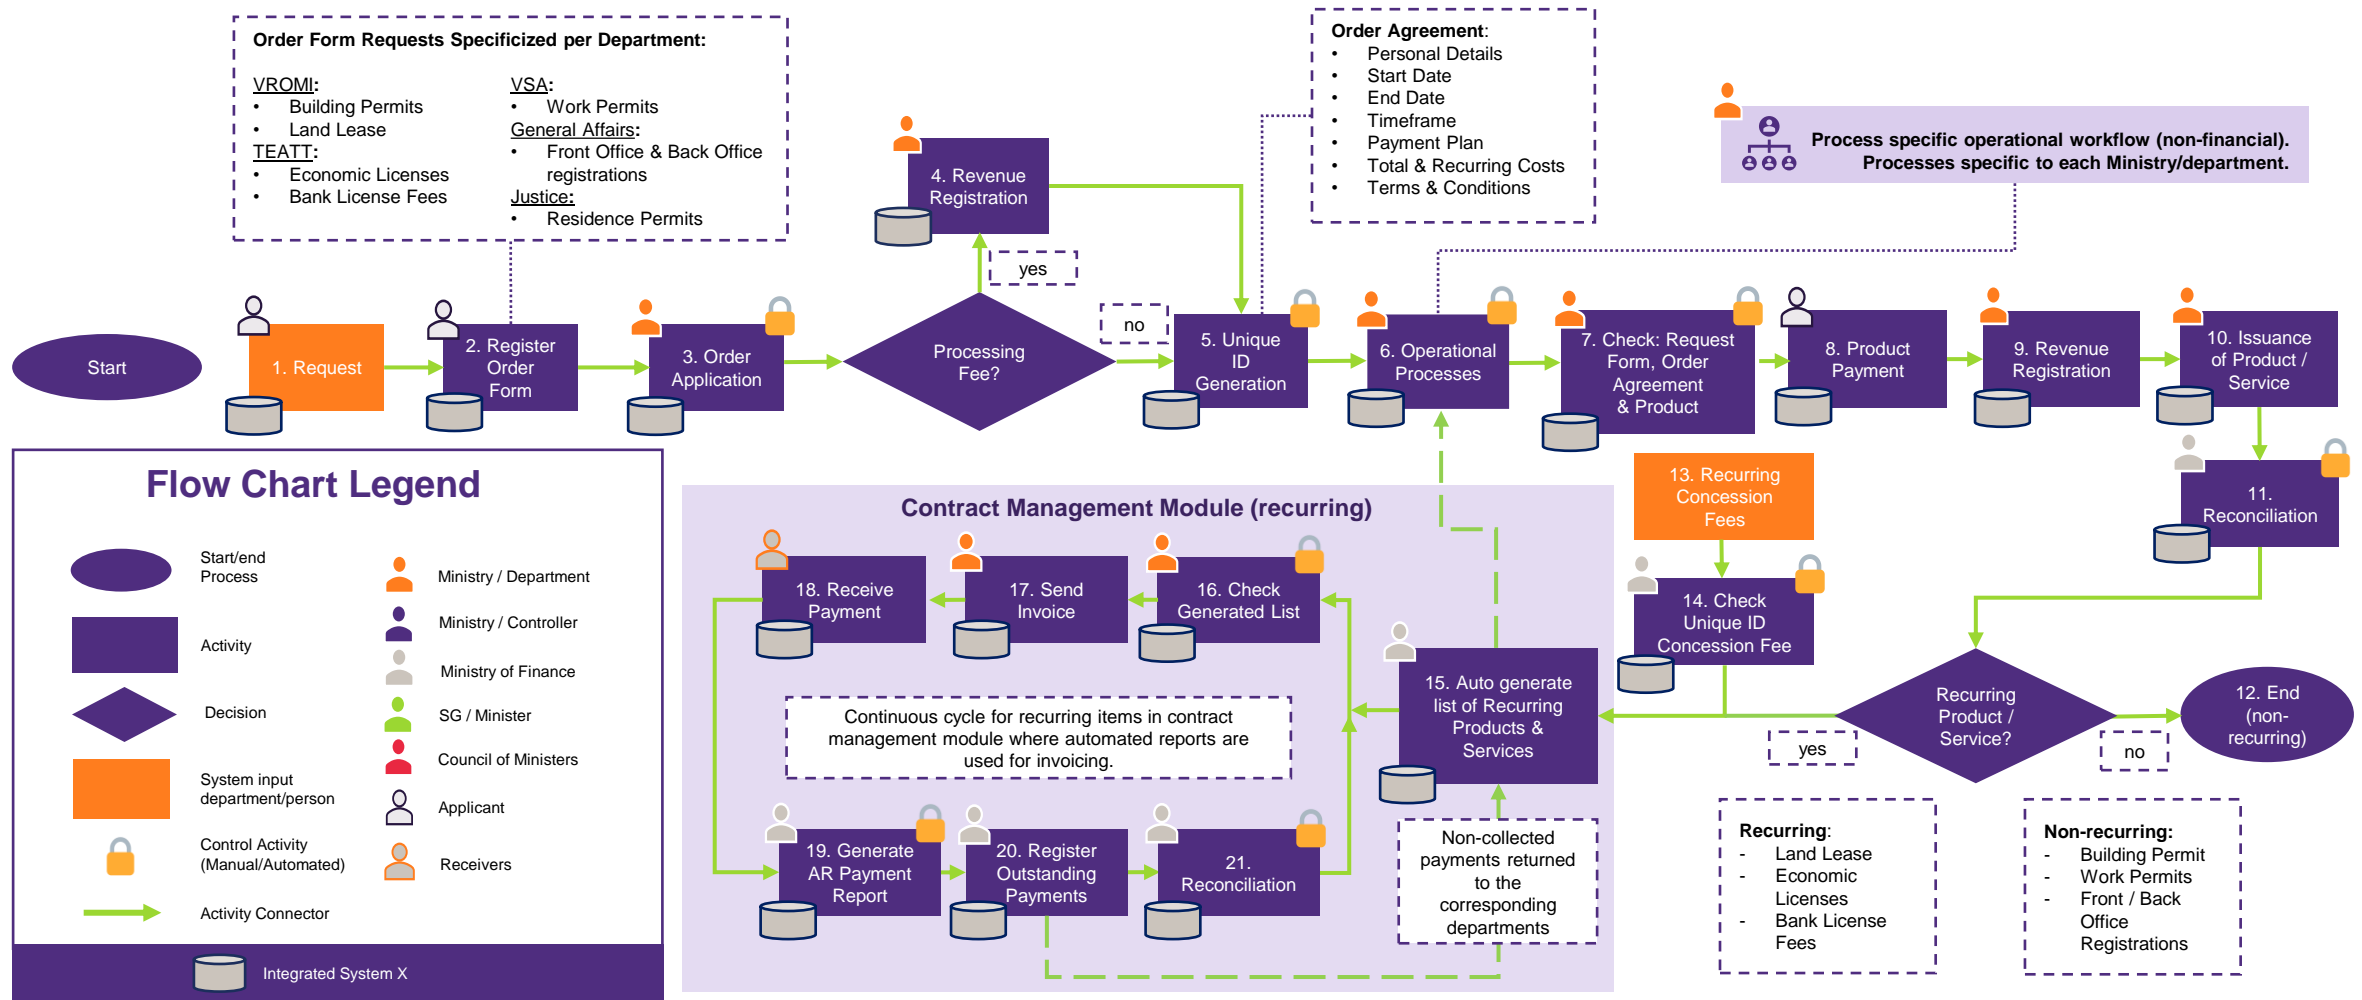 Order Form Requests Specificized per Department:
VROMI:
• Building Permits
• Land Lease
TEATT:
• Economic Licenses
• Bank License Fees
VSA:
• Work Permits
General Affairs:
• Front Office & Back Office
registrations
Justice:
• Residence Permits
Order Agreement:
• Personal Details
• Start Date
• End Date
• Timeframe
• Payment Plan
• Total & Recurring Costs
• Terms & Conditions
Process specific operational workflow (non-financial).
Processes specific to each Ministry/department.
Start
1. Request
2. Register
Order
Form
3. Order
Application
Processing
Fee?
yes
no
4. Revenue
Registration
5. Unique
ID
Generation
6. Operational
Processes
7. Check: Request
Form, Order
Agreement
& Product
8. Product
Payment
9. Revenue
Registration
10. Issuance
of Product /
Service
11.
Reconciliation
Recurring
Product /
Service?
yes
no
12. End
(non-
recurring)
13. Recurring
Concession
Fees
14. Check
Unique ID
Concession Fee
Recurring:
- Land Lease
- Economic
Licenses
- Bank License
Fees
Non-recurring:
- Building Permit
- Work Permits
- Front / Back
Office
Registrations
Contract Management Module (recurring)
15. Auto generate
list of Recurring
Products &
Services
16. Check
Generated List
17. Send
Invoice
18. Receive
Payment
Continuous cycle for recurring items in contract
management module where automated reports are
used for invoicing.
19. Generate
AR Payment
Report
20. Register
Outstanding
Payments
21.
Reconciliation
Non-collected
payments returned
to the
corresponding
departments
Flow Chart Legend
Start/end
Process
Activity
Decision
System input
department/person
Control Activity
(Manual/Automated)
Activity Connector
Ministry / Department
Ministry / Controller
Ministry of Finance
SG / Minister
Council of Ministers
Applicant
Receivers
Integrated System X